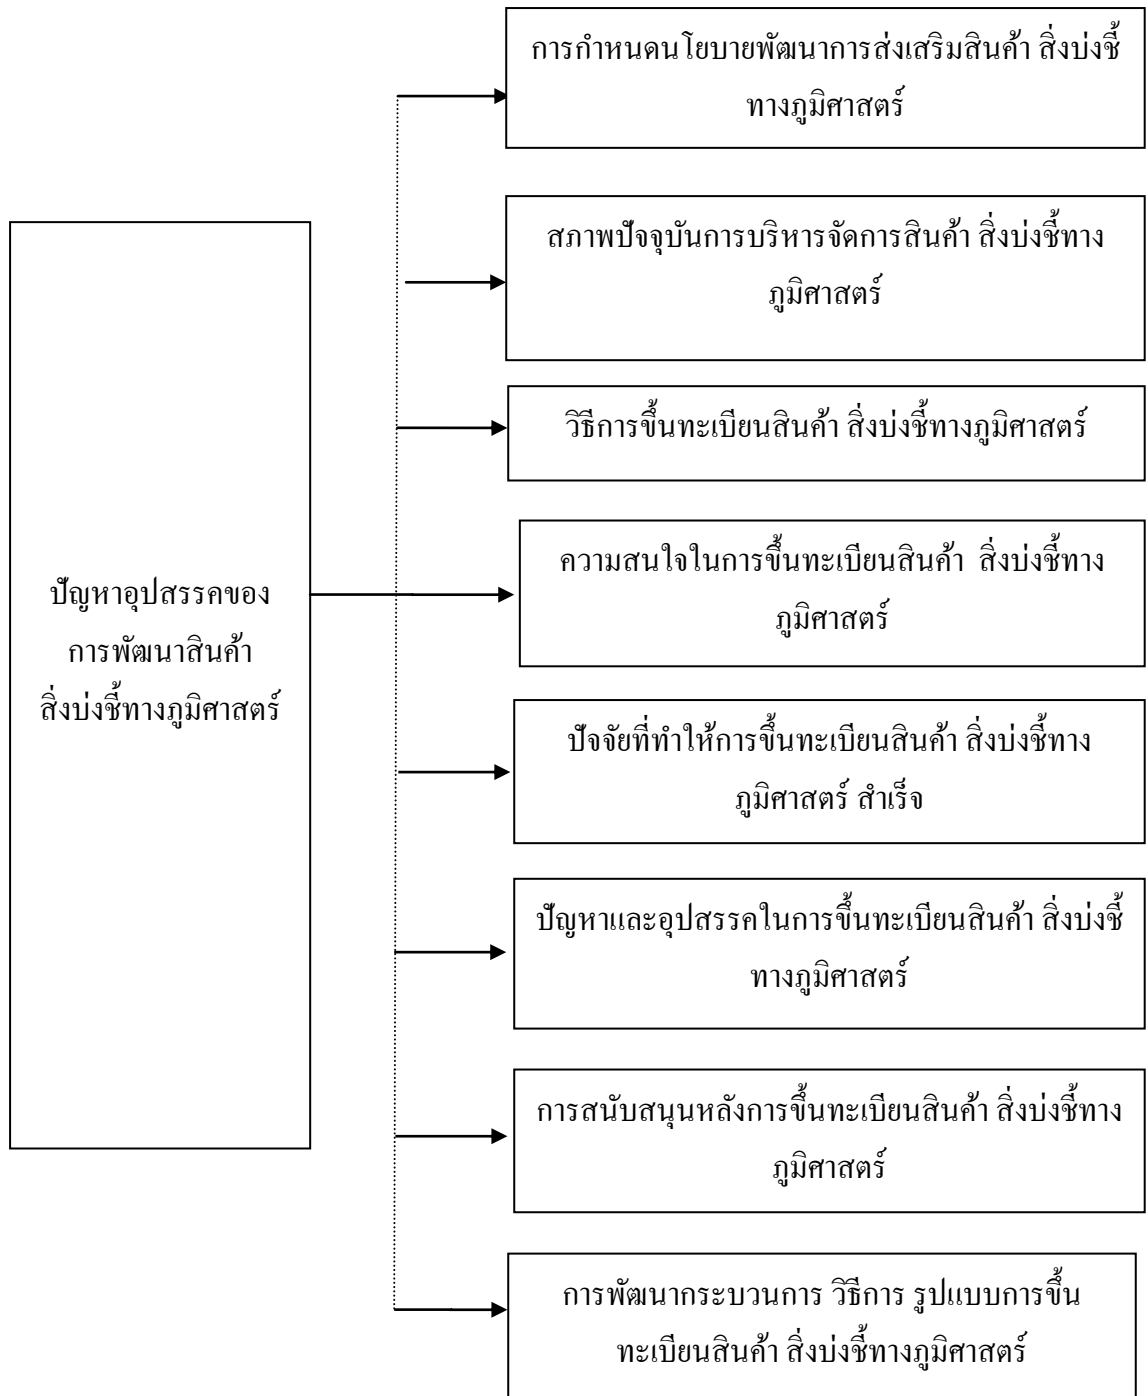 การกำหนดนโยบายพัฒนาการส่งเสริมสินค้า สิ่งบ่งชี้
ทางภูมิศาสตร์
สภาพปัจจุบันการบริหารจัดการสินค้า สิ่งบ่งชี้ทาง
ภูมิศาสตร์
วิธีการขึ้นทะเบียนสินค้า สิ่งบ่งชี้ทางภูมิศาสตร์
ความสนใจในการขึ้นทะเบียนสินค้า สิ่งบ่งชี้ทาง
ภูมิศาสตร์
ปัญหาอุปสรรคของ
การพัฒนาสินค้า
สิ่งบ่งชี้ทางภูมิศาสตร์
ปัจจัยที่ทำให้การขึ้นทะเบียนสินค้า สิ่งบ่งชี้ทาง
ภูมิศาสตร์ สำเร็จ
ปัญหาและอุปสรรคในการขึ้นทะเบียนสินค้า สิ่งบ่งชี้
ทางภูมิศาสตร์
การสนับสนุนหลังการขึ้นทะเบียนสินค้า สิ่งบ่งชี้ทาง
ภูมิศาสตร์
การพัฒนากระบวนการ วิธีการ รูปแบบการขึ้น
ทะเบียนสินค้า สิ่งบ่งชี้ทางภูมิศาสตร์